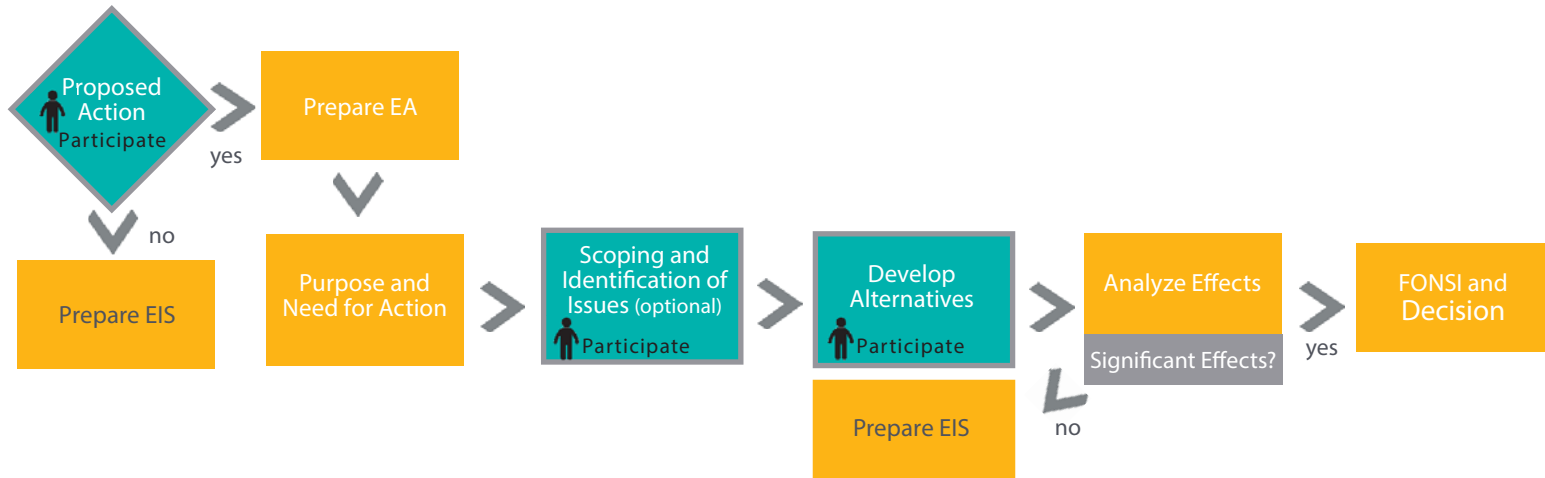 Proposed
Action
Participate
yes
Prepare EA
no
Prepare EIS
Purpose and
Need for Action
Scoping and
Identification of
Issues (optional)
Participate
Develop
Alternatives
Participate
Prepare EIS
Analyze Effects
Significant Effects?
no
yes
FONSI and
Decision